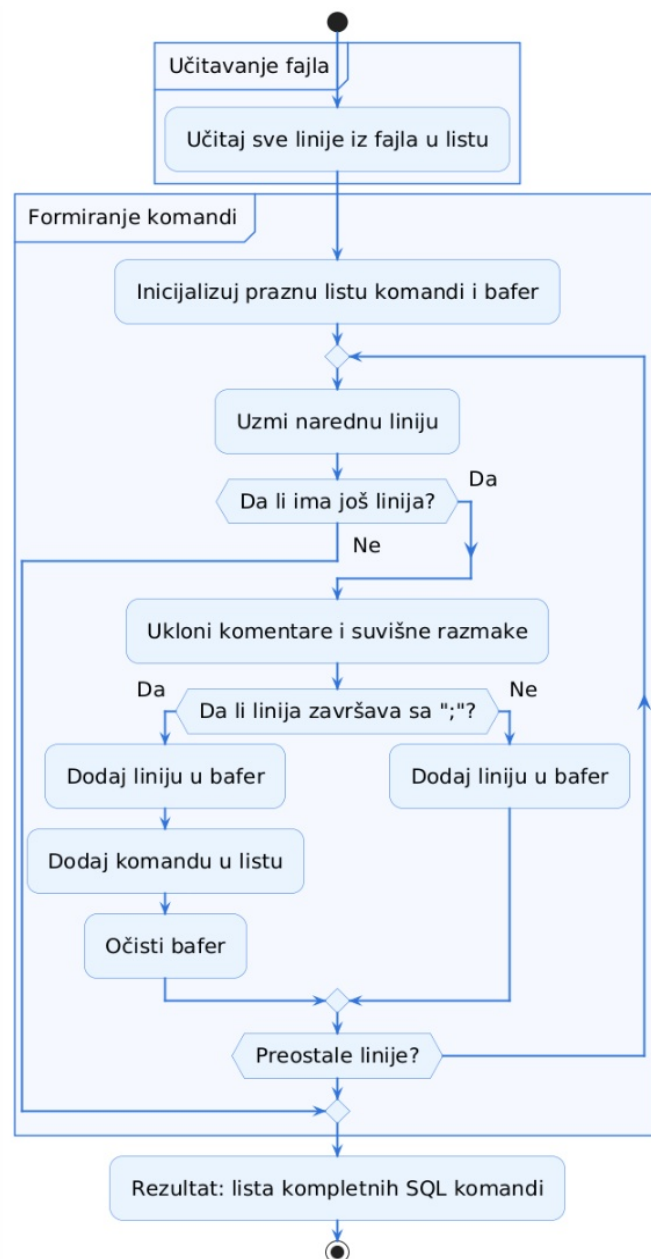 Učitavanje fajla
Učitaj sve linije iz fajla u listu
Formiranje komandi
Inicijalizuj praznu listu komandi i bafer
Uzmi narednu liniju
Da li ima još linija?
Da
Ne
Ukloni komentare i suvišne razmake
Da li linija završava sa ";"?
Da
Ne
Dodaj liniju u bafer
Dodaj liniju u bafer
Dodaj komandu u listu
Očisti bafer
Preostale linije?
Rezultat: lista kompletnih SQL komandi